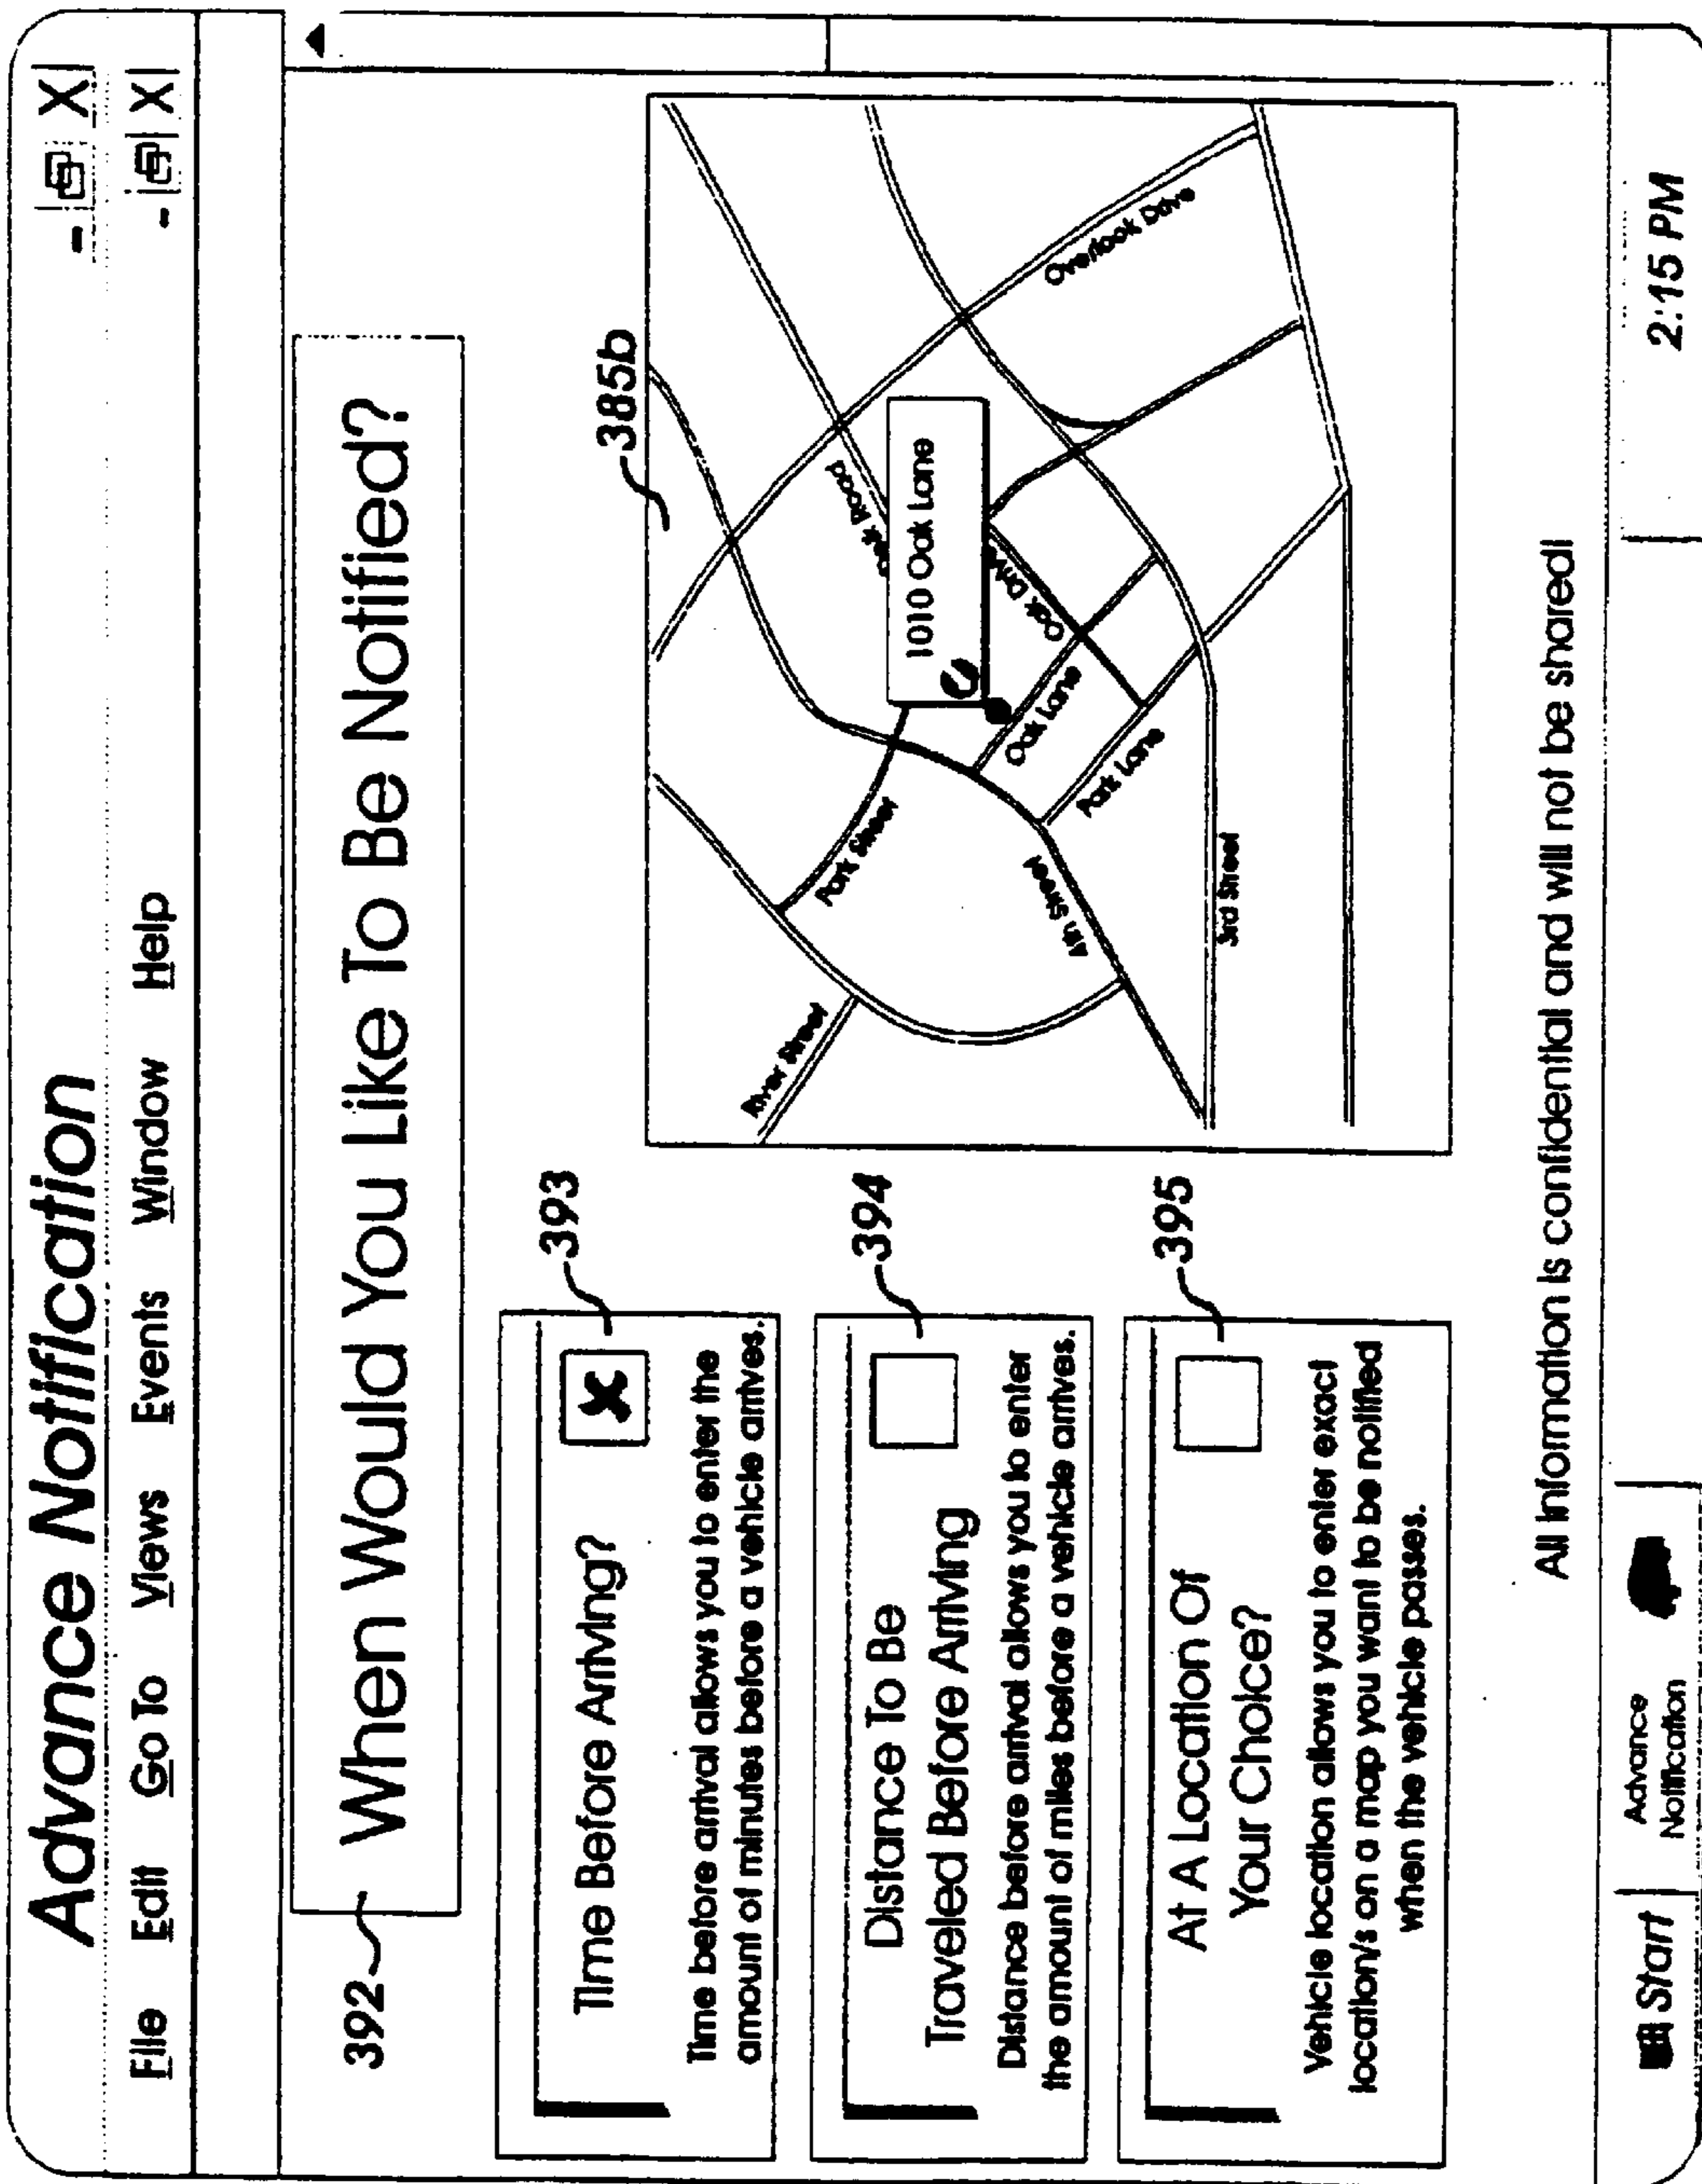 Advance Notification
- X
File Edit Go To Views Events Window Help
- X
392
When Would You Like To Be Notified?
393
Time Before Arriving?
Time before arrival allows you to enter the
amount of minutes before a vehicle arrives.
394
Distance To Be
Traveled Before Arriving
Distance before arrival allows you to enter
the amount of miles before a vehicle arrives.
395
At A Location Of
Your Choice?
Vehicle location allows you to enter exact
location/s on a map you want to be notified
when the vehicle passes.
385b
River Street
Park Street
4th Street
3rd Street
Park Lane
Oak Lane
Oak Drive
1010 Oak Lane
Road
Overlook Drive
All information is confidential and will not be shared!
Start
Advance
Notification
2:15 PM